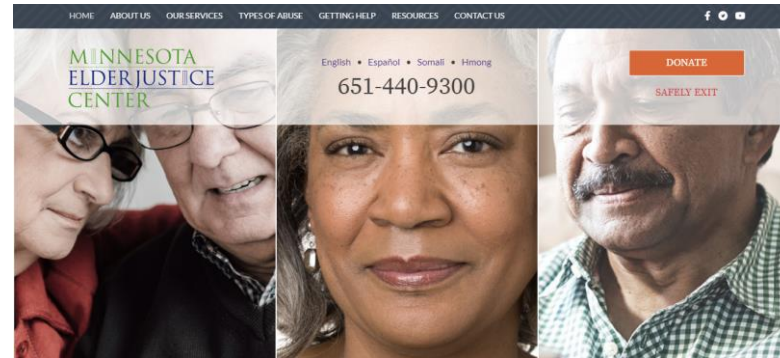 HOME ABOUT US OUR SERVICES TYPES OF ABUSE GETTING HELP RESOURCES CONTACT US
MINNESOTA
ELDER JUSTICE
CENTER
English • Español • Somali • Hmong
651-440-9300
DONATE
SAFELY EXIT